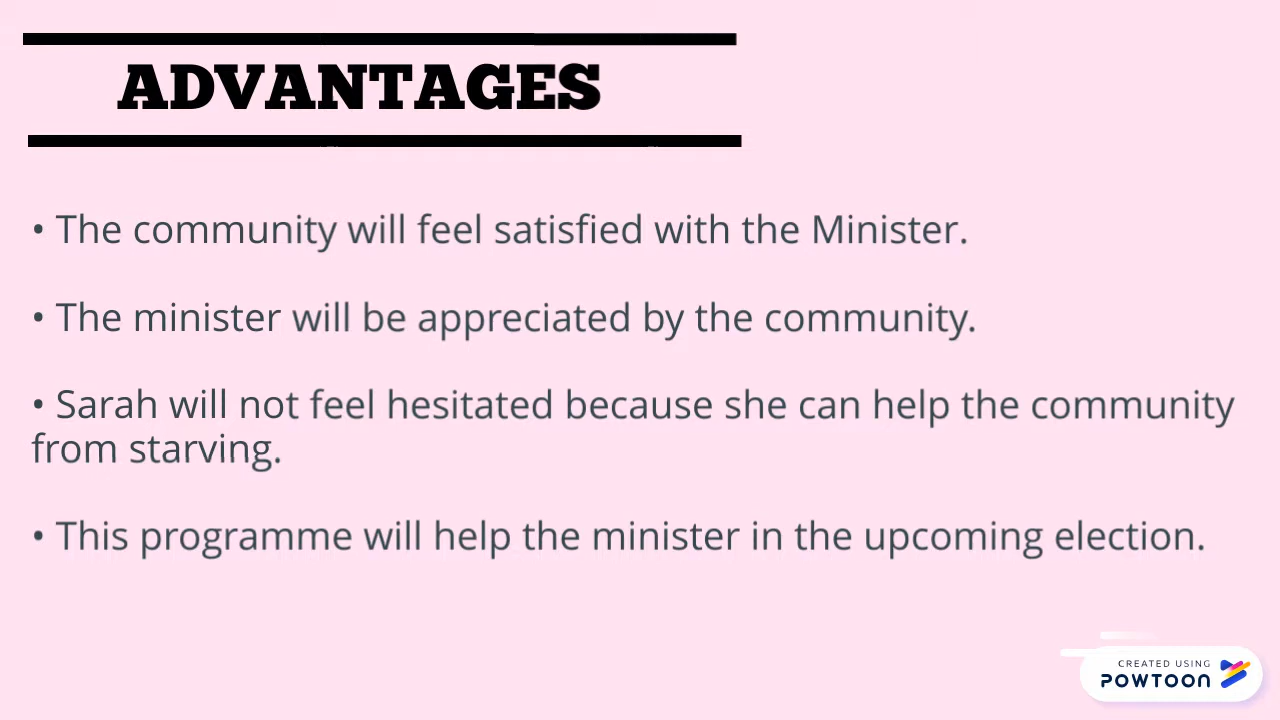 ADVANTAGES
• The community will feel satisfied with the Minister.
• The minister will be appreciated by the community.
• Sarah will not feel hesitated because she can help the community
from starving.
• This programme will help the minister in the upcoming election.
CREATED USING
POWTOON